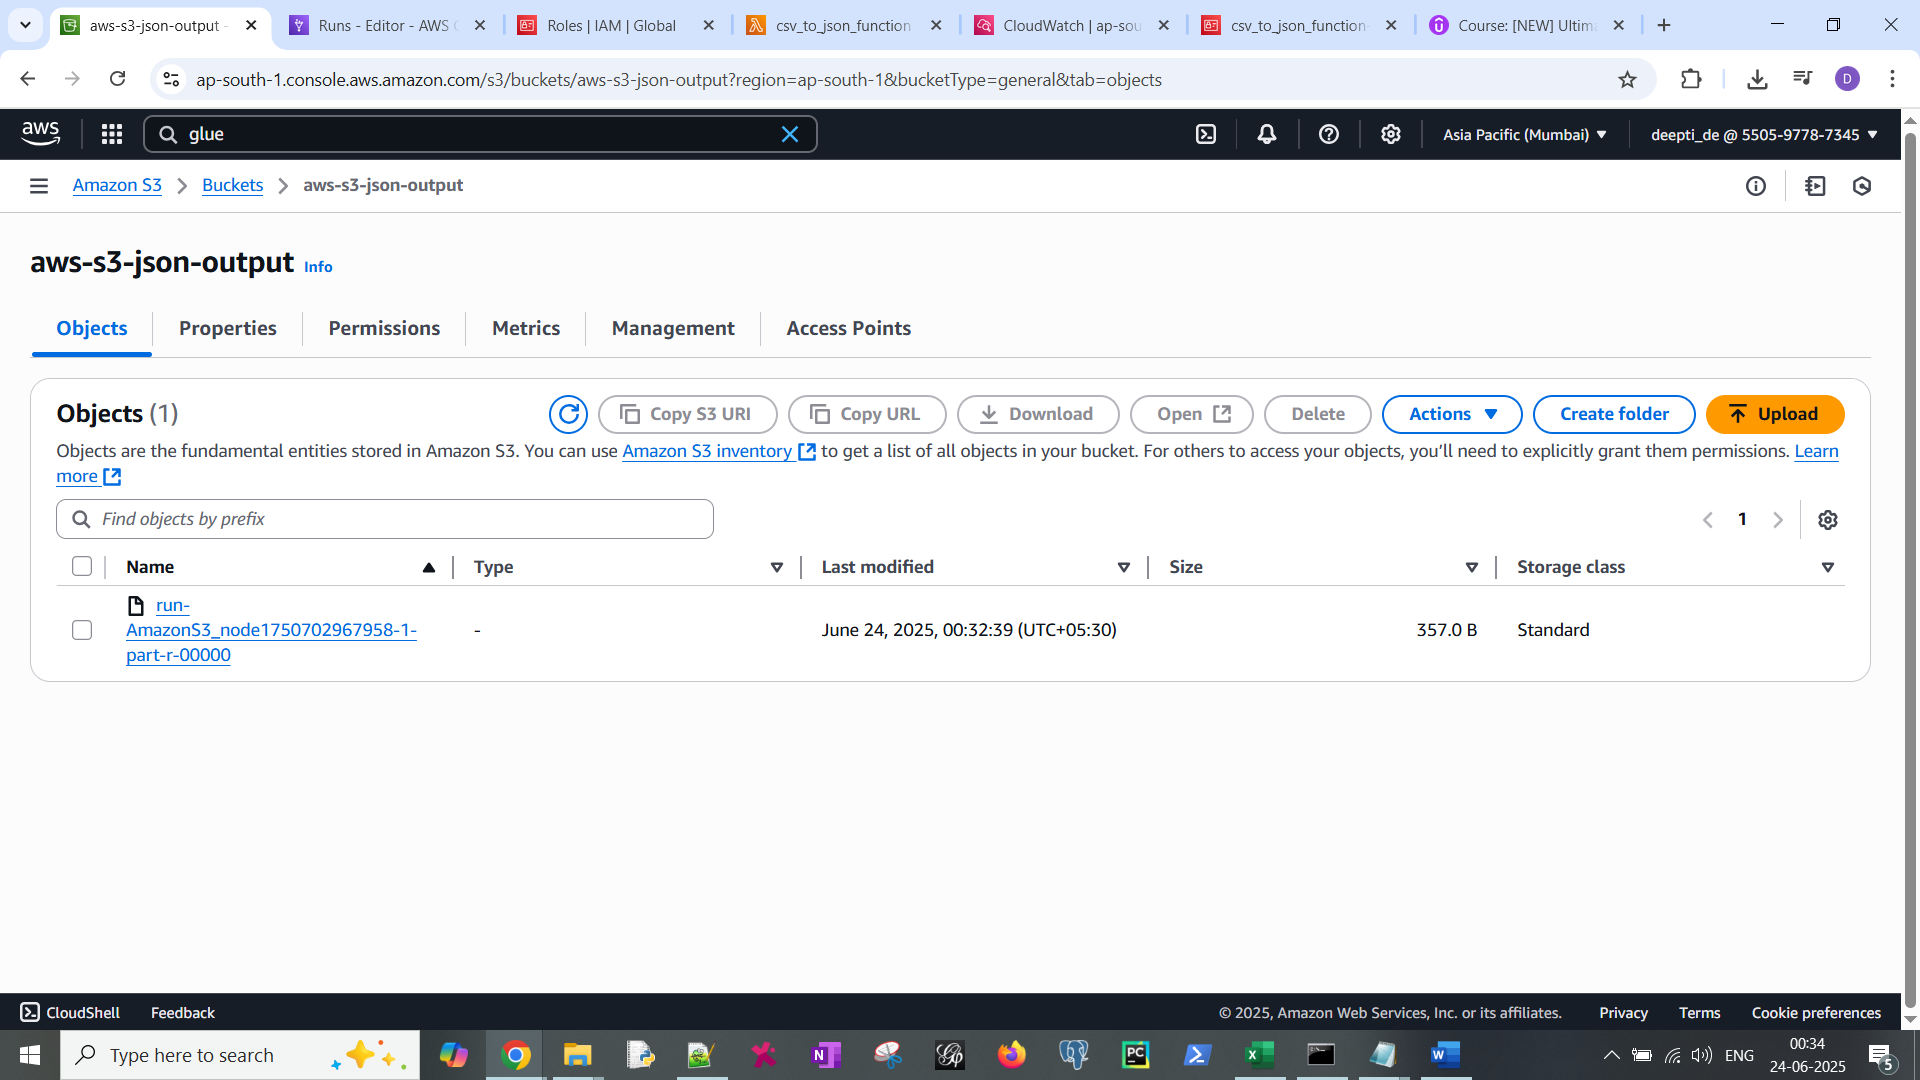 aws-s3-json-output -
Runs - Editor - AWS
Roles | IAM | Global
csv_to_json_function
CloudWatch | ap-sou
csv_to_json_function-
Course: [NEW] Ultima
ap-south-1.console.aws.amazon.com/s3/buckets/aws-s3-json-output?region=ap-south-1&bucketType=general&tab=objects
D
aws
glue
Asia Pacific (Mumbai)
deepti_de @ 5505-9778-7345
Amazon S3
Buckets
aws-s3-json-output
aws-s3-json-output Info
Objects
Properties
Permissions
Metrics
Management
Access Points
Objects (1)
Copy S3 URI
Copy URL
Download
Open
Delete
Actions
Create folder
Upload
Objects are the fundamental entities stored in Amazon S3. You can use Amazon S3 inventory to get a list of all objects in your bucket. For others to access your objects, you’ll need to explicitly grant them permissions. Learn
more
Find objects by prefix
1
Name
Type
Last modified
Size
Storage class
run-
AmazonS3_node1750702967958-1-
part-r-00000
-
June 24, 2025, 00:32:39 (UTC+05:30)
357.0 B
Standard
CloudShell
Feedback
© 2025, Amazon Web Services, Inc. or its affiliates.
Privacy
Terms
Cookie preferences
Type here to search
ENG
00:34
24-06-2025
5